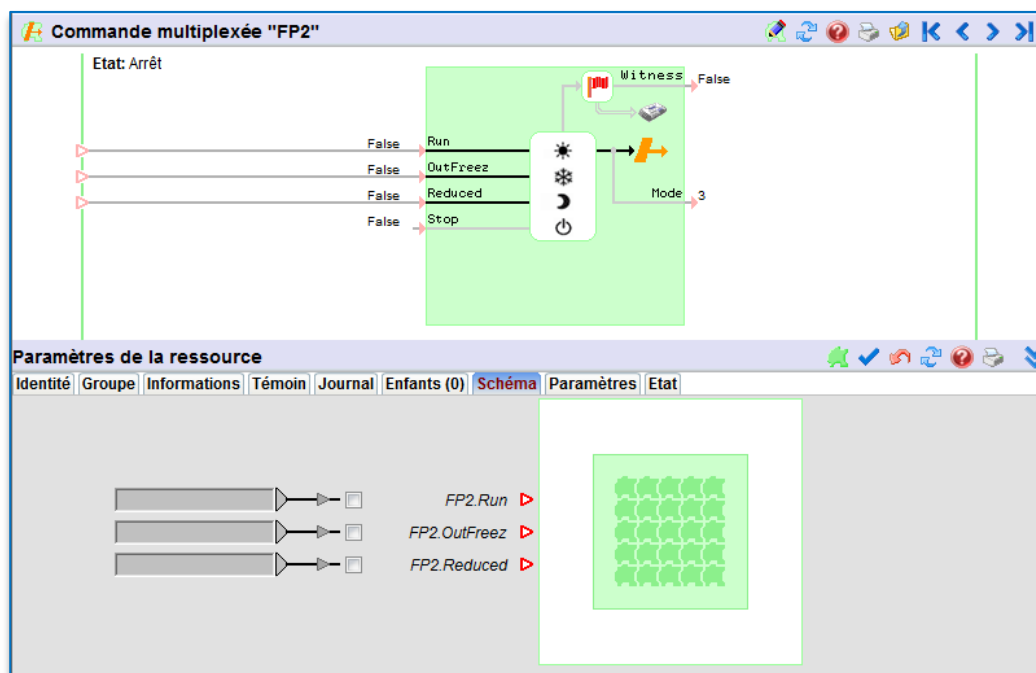 Commande multiplexée "FP2"
Etat: Arrêt
Witness False
False Run
False OutFreez
False Reduced Mode 3
False Stop
Paramètres de la ressource
Identité Groupe Informations Témoin Journal Enfants (0) Schéma Paramètres Etat
FP2.Run
FP2.OutFreez
FP2.Reduced